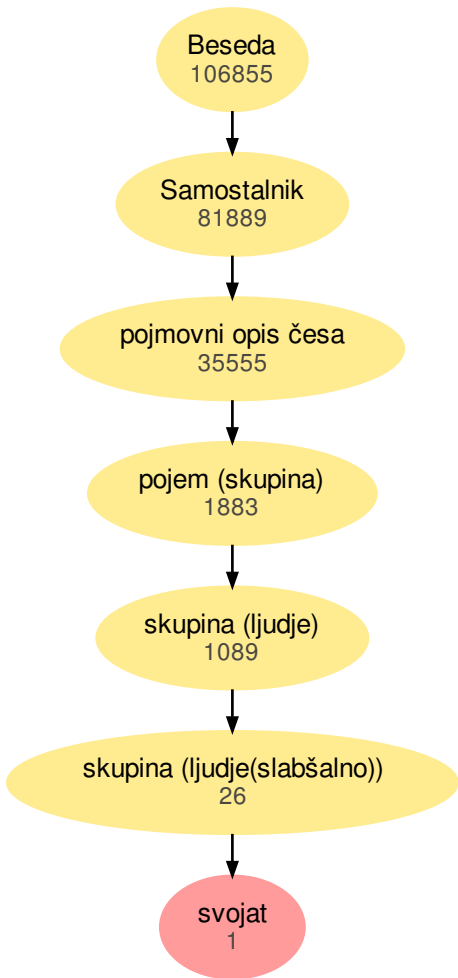 Beseda
106855
Samostalnik
81889
pojmovni opis česa
35555
pojem (skupina)
1883
skupina (ljudje)
1089
skupina (ljudje(slabšalno))
26
svojat
1